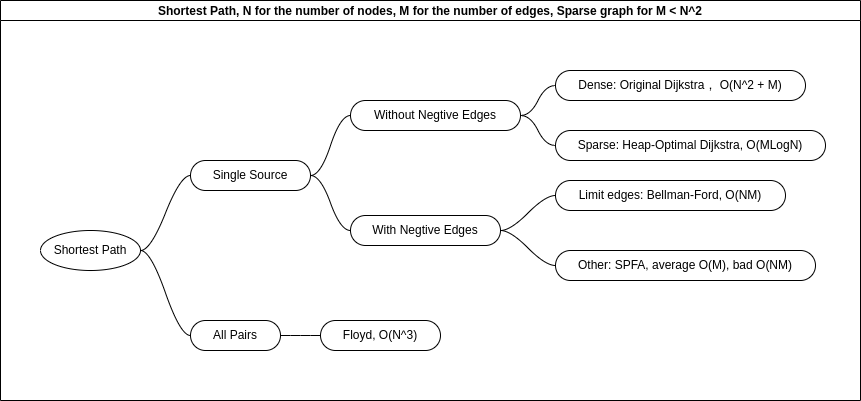 Shortest Path, N for the number of nodes, M for the number of edges, Sparse graph for M < N^2
Shortest Path
Single Source
Without Negtive Edges
Dense: Original Dijkstra， O(N^2 + M)
Sparse: Heap-Optimal Dijkstra, O(MLogN)
With Negtive Edges
Limit edges: Bellman-Ford, O(NM)
Other: SPFA, average O(M), bad O(NM)
All Pairs
Floyd, O(N^3)